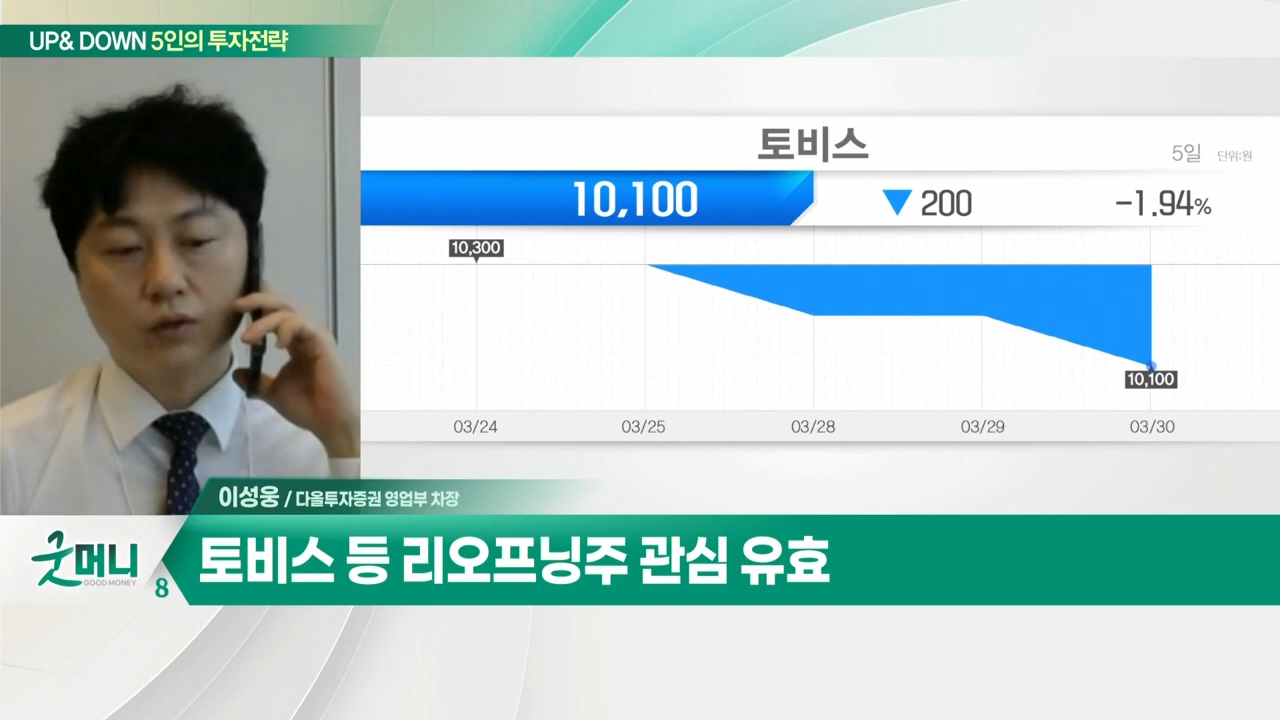 UP& DOWN 5인의 투자전략
토비스
5일 단위:원
10,100 ▼ 200 -1.94%
10,300
10,100
03/24 03/25 03/28 03/29 03/30
이성웅 / 다올투자증권 영업부 차장
굿머니
GOOD MONEY
8
토비스 등 리오프닝주 관심 유효